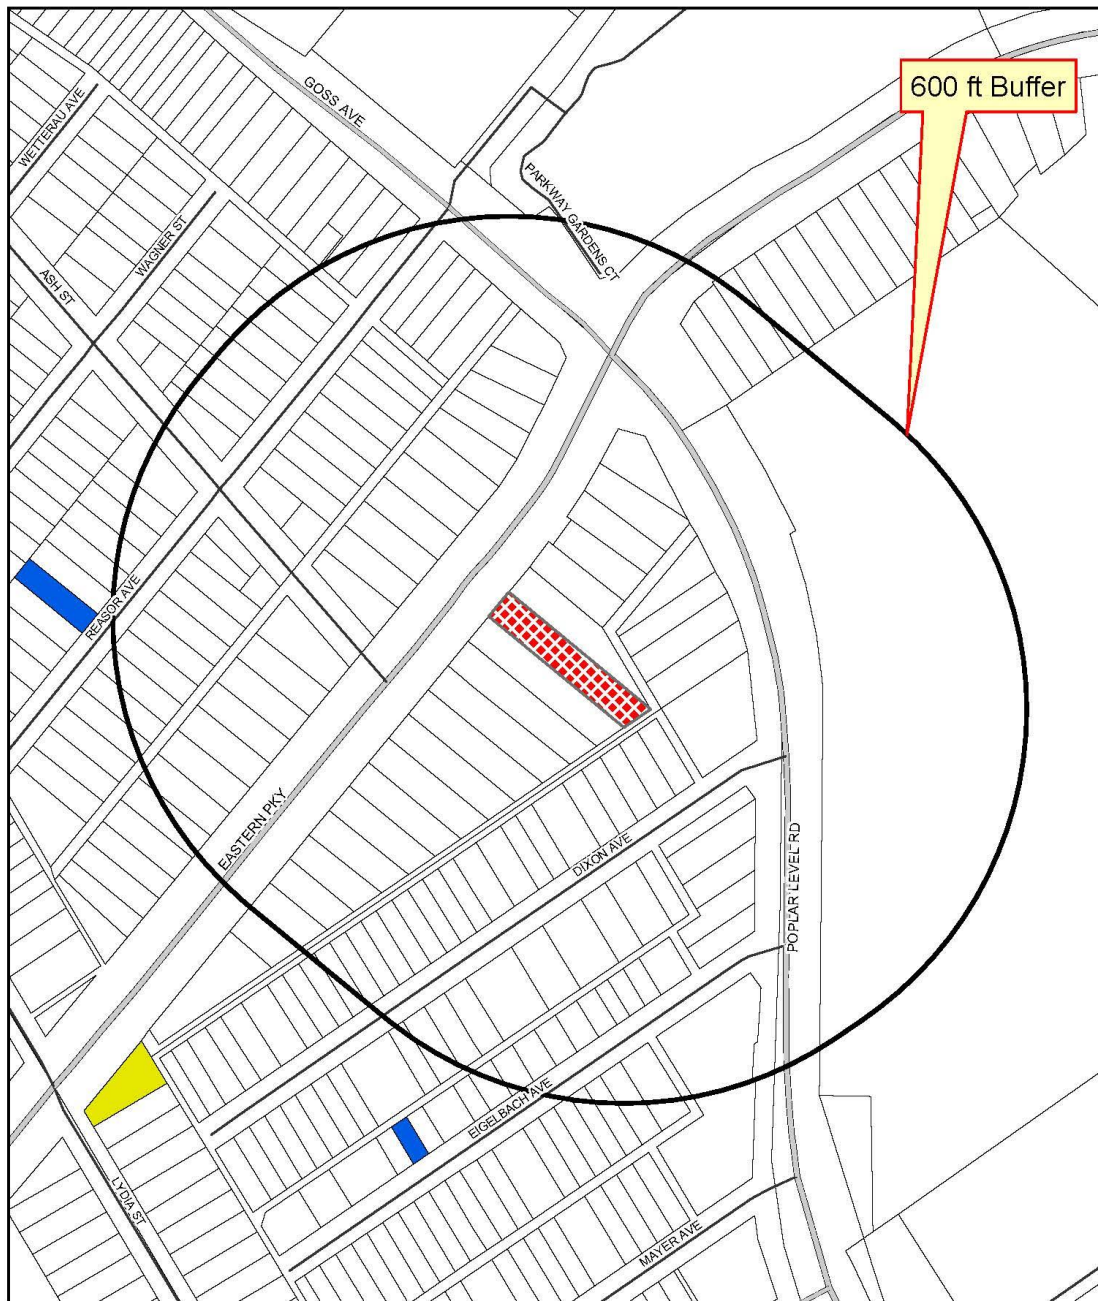 GOSS AVE
600 ft Buffer
WETTERAU AVE
PARKWAY GARDENS CT
WAGNER ST
ASH ST
REASOR AVE
EASTERN PKY
DIXON AVE
POPLAR LEVEL RD
EIGELBACH AVE
LYDIA ST
MAYER AVE